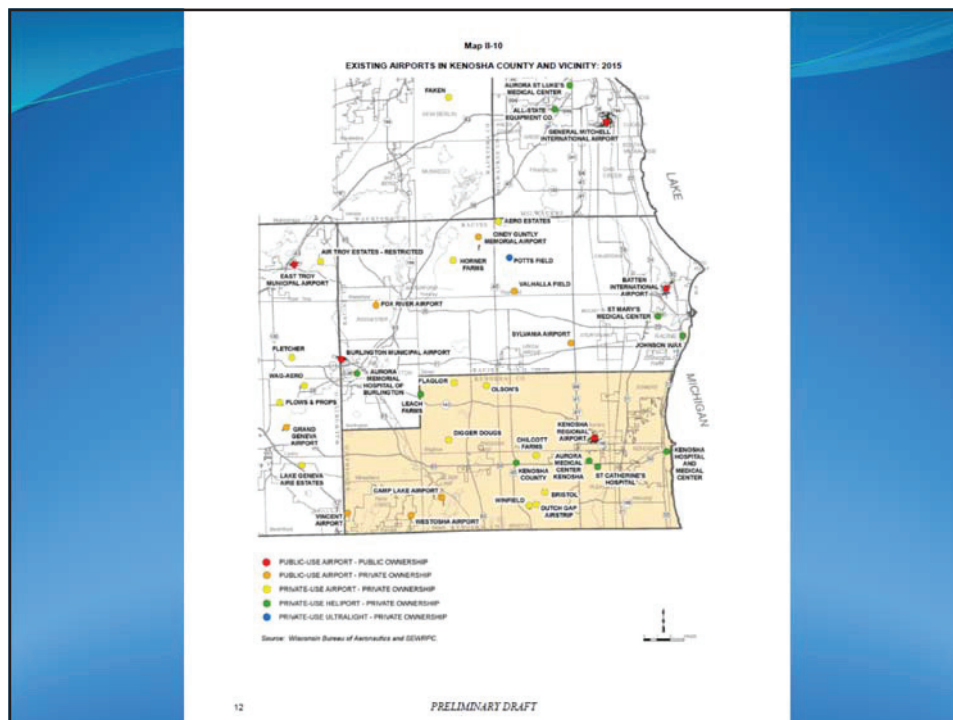 Map II-10
EXISTING AIRPORTS IN KENOSHA COUNTY AND VICINITY: 2015
AURORA ST LUKE'S
MEDICAL CENTER
FAKEN
ALL-STATE
EQUIPMENT CO.
GENERAL MITCHELL
INTERNATIONAL AIRPORT
LAKE
AERO ESTATES
CINDY GUNTLY
MEMORIAL AIRPORT
AIR TROY ESTATES - RESTRICTED
HORNER
FARMS
POTTS FIELD
EAST TROY
MUNICIPAL AIRPORT
BATTEN
INTERNATIONAL
AIRPORT
VALHALLA FIELD
FOX RIVER AIRPORT
ST MARY'S
MEDICAL CENTER
SYLVANIA AIRPORT
JOHNSON WAX
FLETCHER
BURLINGTON MUNICIPAL AIRPORT
WAG-AERO
AURORA
MEMORIAL
HOSPITAL OF
BURLINGTON
FLAGLOR
OLSON'S
MICHIGAN
PLOWS & PROPS
LEACH
FARMS
GRAND
GENEVA
AIRPORT
DIGGER DOUGS
KENOSHA
REGIONAL
AIRPORT
DHILCOTT
FARMS
KENOSHA
HOSPITAL
AND
MEDICAL
CENTER
LAKE GENEVA
AIRE ESTATES
KENOSHA
COUNTY
AURORA
MEDICAL
CENTER
KENOSHA
ST CATHERINE'S
HOSPITAL
CAMP LAKE AIRPORT
BRISTOL
WINFIELD
DUTCH GAP
AIRSTRIP
VINCENT
AIRPORT
WESTOSHA AIRPORT
PUBLIC-USE AIRPORT - PUBLIC OWNERSHIP
PUBLIC-USE AIRPORT - PRIVATE OWNERSHIP
PRIVATE-USE AIRPORT - PRIVATE OWNERSHIP
PRIVATE-USE HELIPORT - PRIVATE OWNERSHIP
PRIVATE-USE ULTRALIGHT - PRIVATE OWNERSHIP
Source: Wisconsin Bureau of Aeronautics and SEWRPC.
12
PRELIMINARY DRAFT